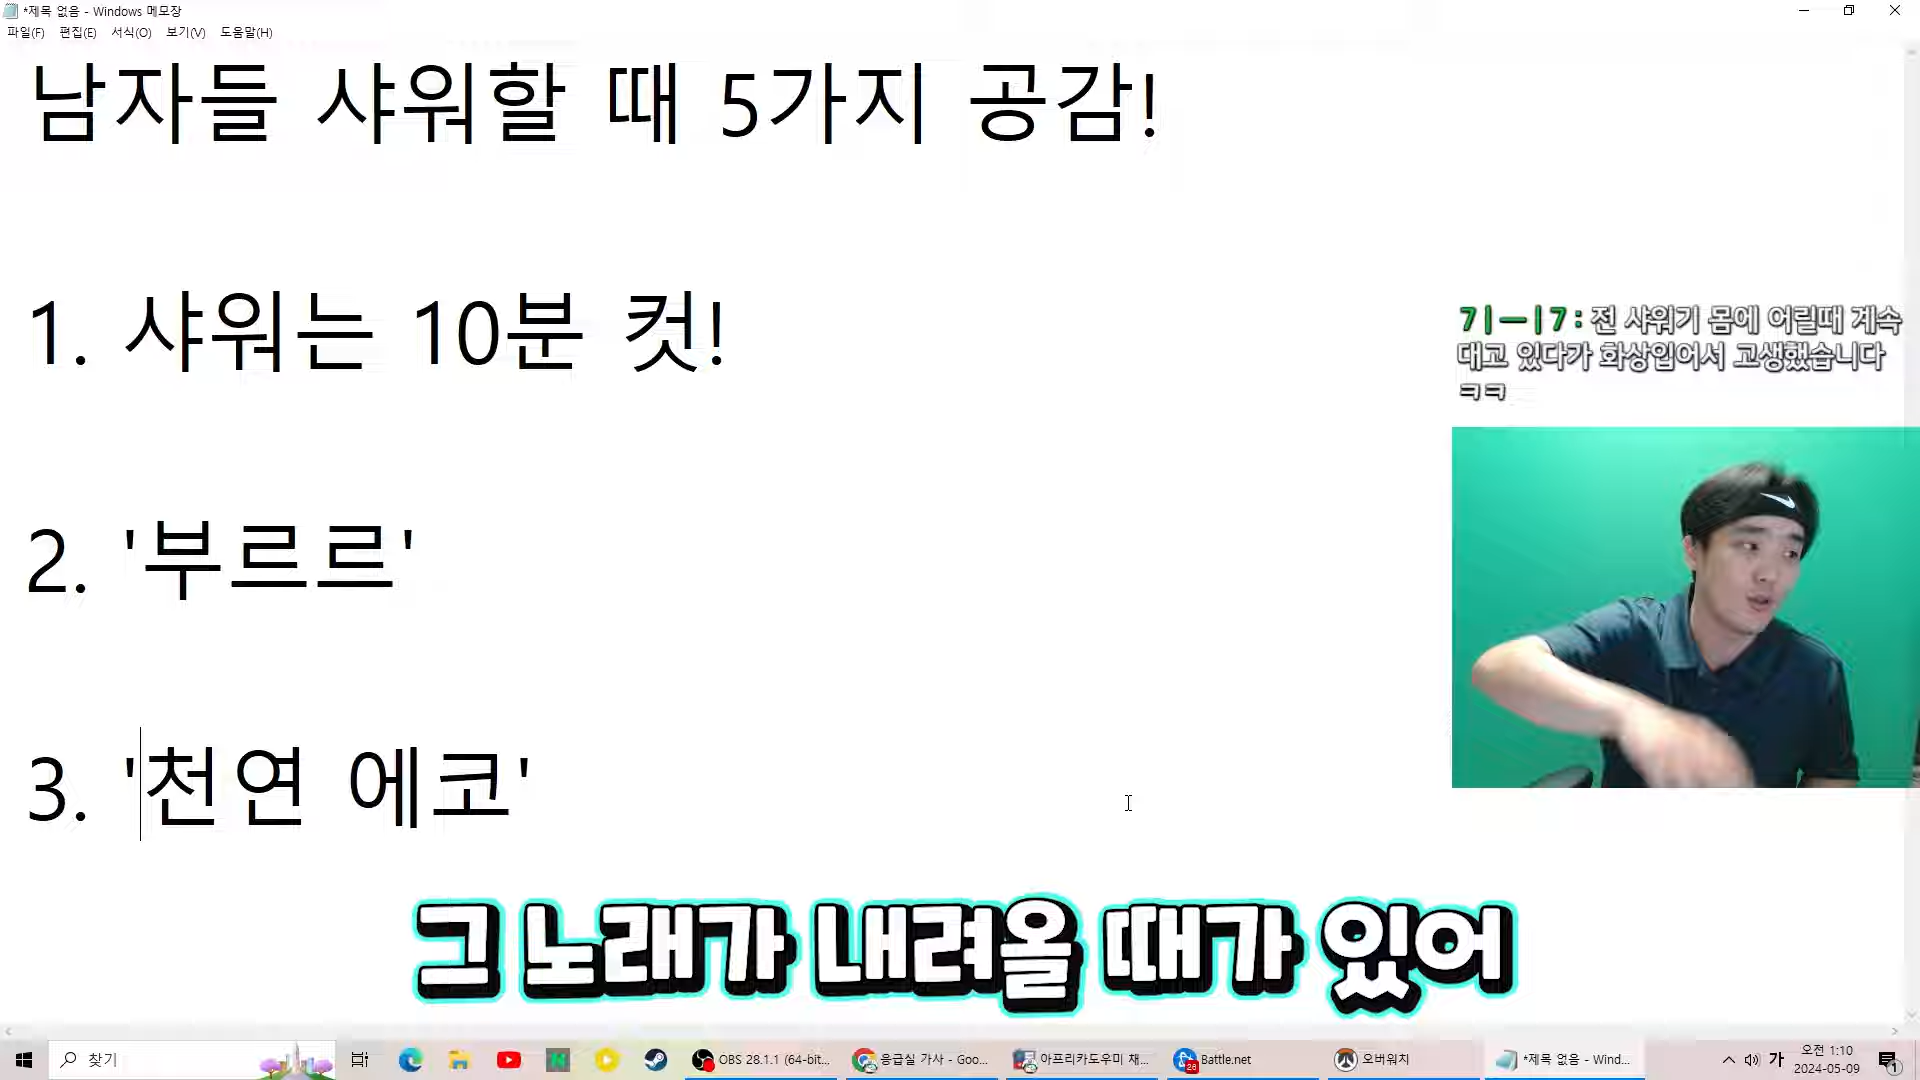 *제목 없음 - Windows 메모장
파일(F) 편집(E) 서식(O) 보기(V) 도움말(H)
남자들 샤워할 때 5가지 공감!
1. 샤워는 10분 컷!
2. '부르르'
3. '천연 에코'
7|ㅡ|7 : 전 샤워기 몸에 어릴때 계속
대고 있다가 화상입어서 고생했습니다
ㅋㅋ
그 노래가 내려올 때가 있어
찾기
OBS 28.1.1 (64-bit...
응급실 가사 - Goo...
아프리카도우미 채...
28
Battle.net
오버워치
*제목 없음 - Wind...
가
오전 1:10
2024-05-09
1